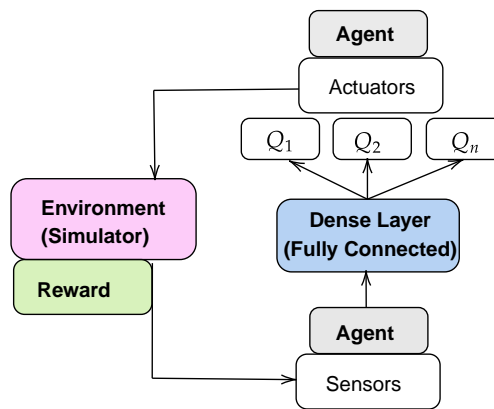 Agent
Actuators
Q1 Q2 Qn
Environment
(Simulator)
Dense Layer
(Fully Connected)
Reward
Agent
Sensors